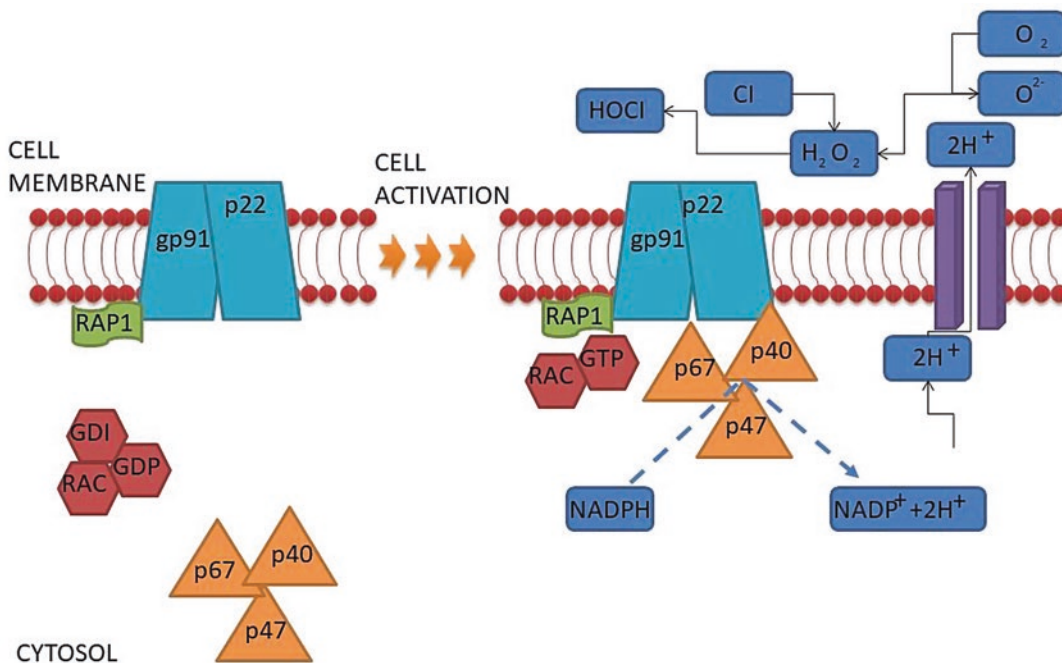 CELL
MEMBRANE
gp91
p22
RAP1
GDI
RAC
GDP
p67
p40
p47
CYTOSOL
CELL
ACTIVATION
O₂
O²⁻
Cl
HOCl
H₂O₂
2H⁺
gp91
p22
RAP1
RAC
GTP
p67
p40
p47
2H⁺
NADPH
NADP⁺+2H⁺